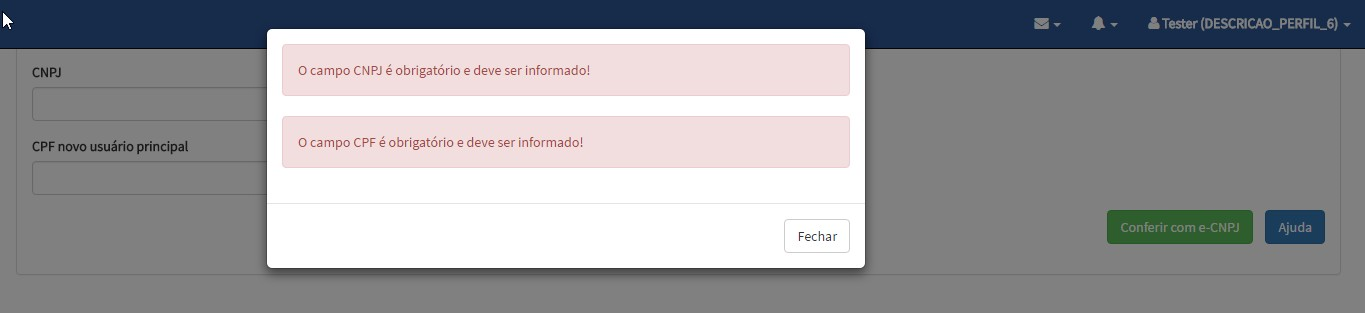 Tester (DESCRICAO_PERFIL_6)
O campo CNPJ é obrigatório e deve ser informado!
O campo CPF é obrigatório e deve ser informado!
Fechar
CNPJ
CPF novo usuário principal
Conferir com e-CNPJ
Ajuda